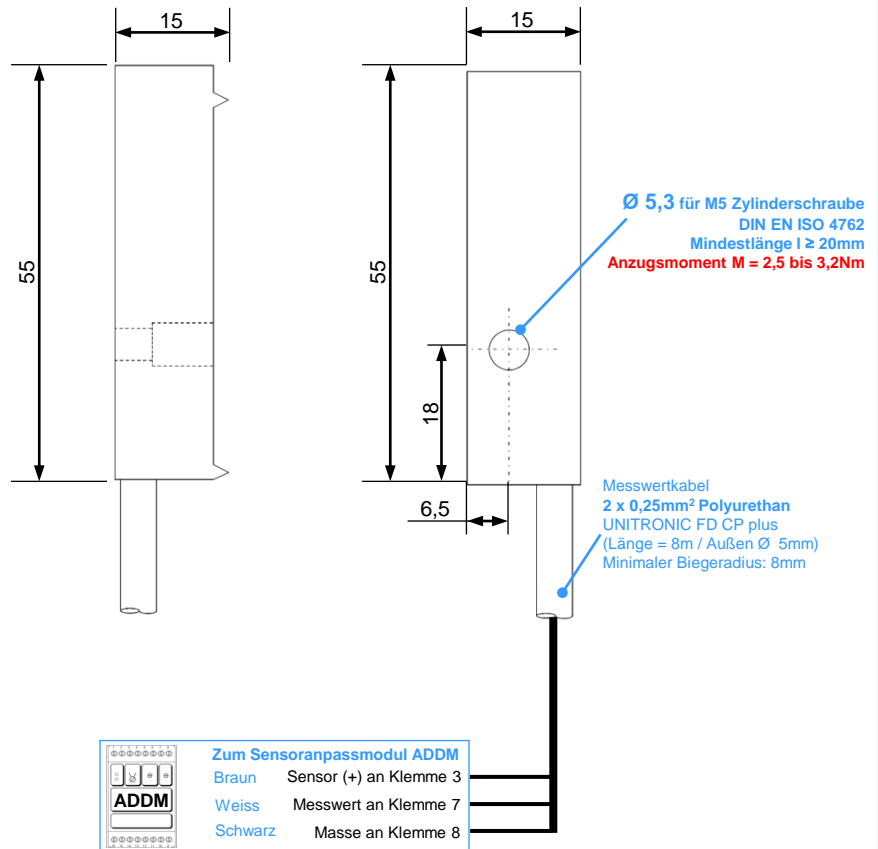 15
15
55
55
Ø 5,3 für M5 Zylinderschraube
DIN EN ISO 4762
Mindestlänge l ≥ 20mm
Anzugsmoment M = 2,5 bis 3,2Nm
18
6,5
Messwertkabel
2 x 0,25mm² Polyurethan
UNITRONIC FD CP plus
(Länge = 8m / Außen Ø 5mm)
Minimaler Biegeradius: 8mm
Zum Sensoranpassmodul ADDM
Braun Sensor (+) an Klemme 3
ADDM
Weiss Messwert an Klemme 7
Schwarz Masse an Klemme 8